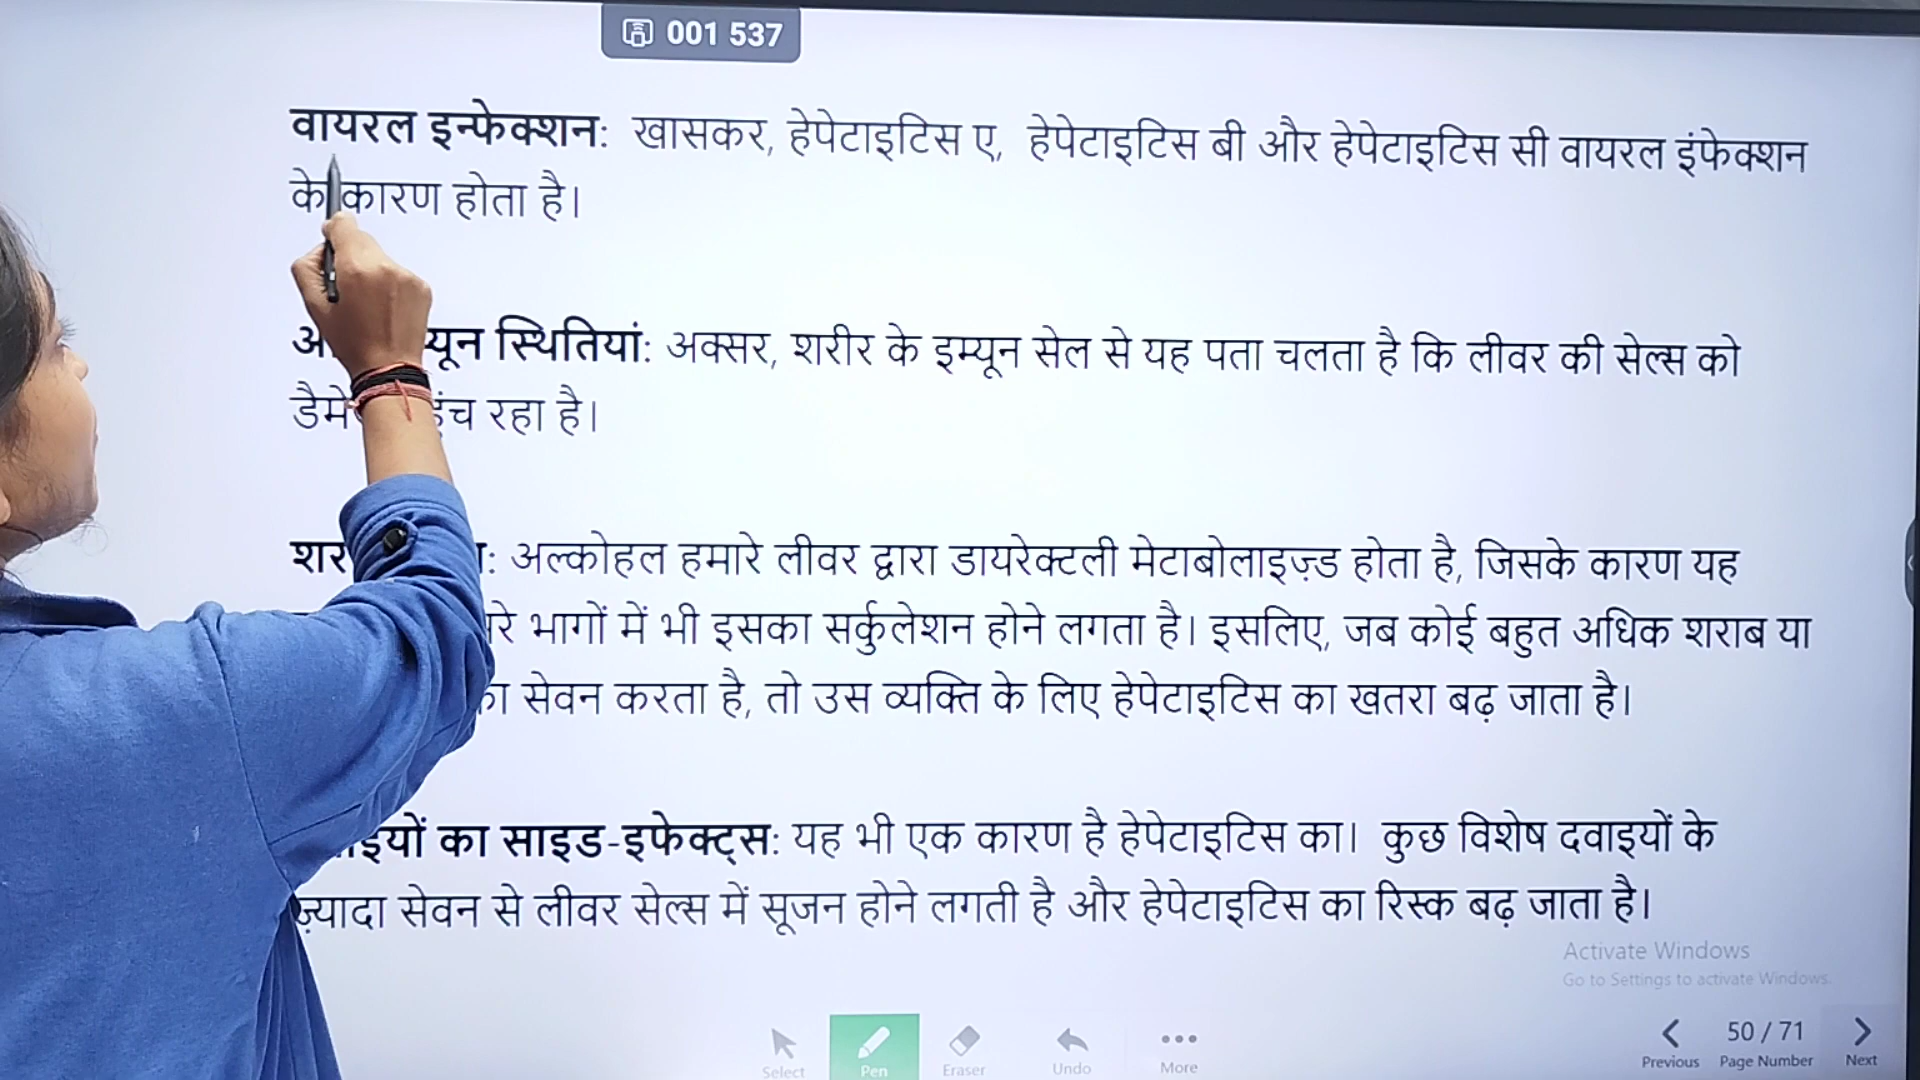 001 537
वायरल इन्फेक्शन: खासकर, हेपेटाइटिस ए, हेपेटाइटिस बी और हेपेटाइटिस सी वायरल इंफेक्शन
के कारण होता है।
स्थितियां: अक्सर, शरीर के इम्यून सेल से यह पता चलता है कि लीवर की सेल्स को
रहा है।
अल्कोहल हमारे लीवर द्वारा डायरेक्टली मेटाबोलाइज़्ड होता है, जिसके कारण यह
भागों में भी इसका सर्कुलेशन होने लगता है। इसलिए, जब कोई बहुत अधिक शराब या
सेवन करता है, तो उस व्यक्ति के लिए हेपेटाइटिस का खतरा बढ़ जाता है।
का साइड-इफेक्ट्स: यह भी एक कारण है हेपेटाइटिस का। कुछ विशेष दवाइयों के
ज़्यादा सेवन से लीवर सेल्स में सूजन होने लगती है और हेपेटाइटिस का रिस्क बढ़ जाता है।
Activate Windows
Go to Settings to activate Windows.
Select Pen Eraser Undo More
Previous 50 / 71 Page Number Next